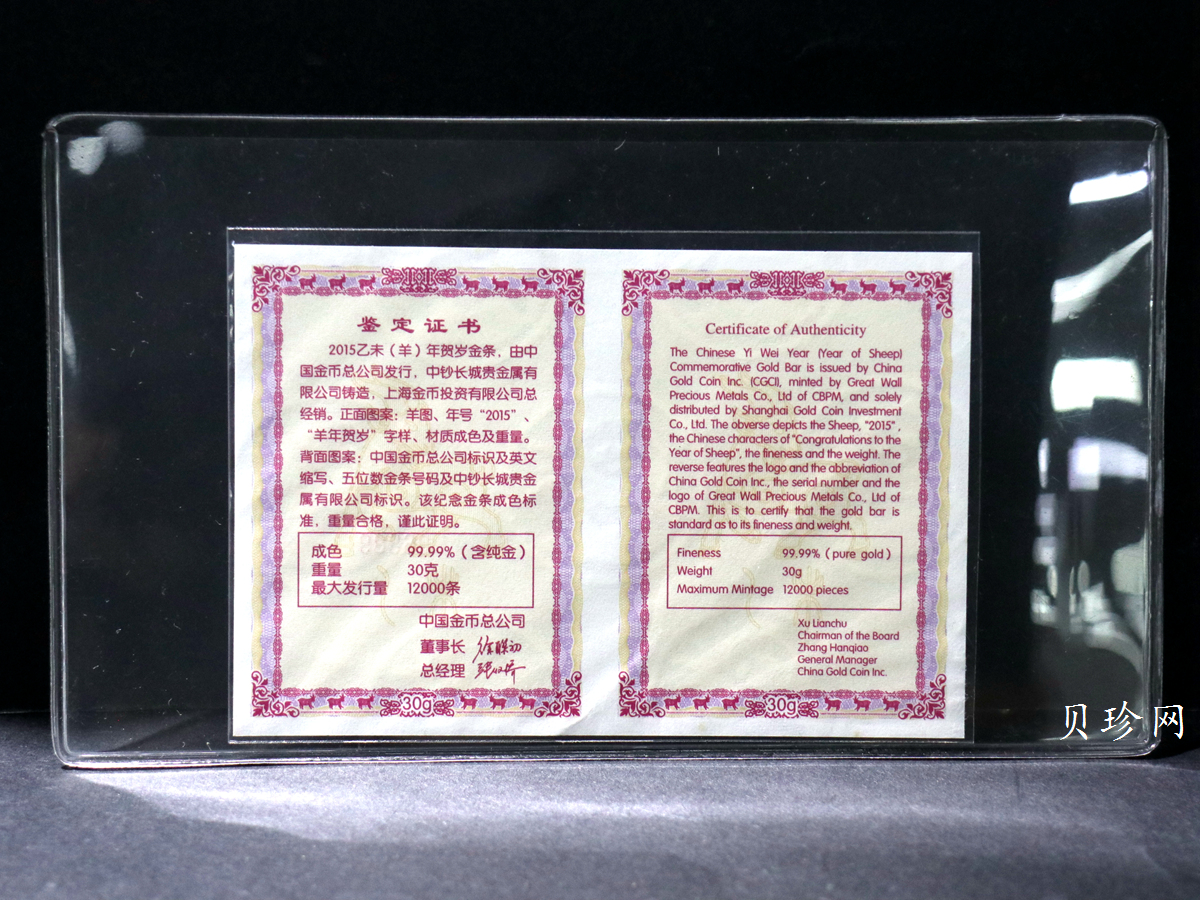 鉴定证书
2015乙未（羊）年贺岁金条，由中
国金币总公司发行，中钞长城贵金属有
限公司铸造，上海金币投资有限公司总
经销。正面图案：羊图、年号“2015”、
“羊年贺岁”字样、材质成色及重量。
背面图案：中国金币总公司标识及英文
缩写、五位数金条号码及中钞长城贵金
属有限公司标识。该纪念金条成色标
准，重量合格，谨此证明。
成色 99.99%（含纯金）
重量 30克
最大发行量 12000条
中国金币总公司
董事长 徐联初
总经理
30g
Certificate of Authenticity
The Chinese Yi Wei Year (Year of Sheep)
Commemorative Gold Bar is issued by China
Gold Coin Inc. (CGCI), minted by Great Wall
Precious Metals Co., Ltd of CBPM, and solely
distributed by Shanghai Gold Coin Investment
Co., Ltd. The obverse depicts the Sheep, "2015" ,
the Chinese characters of "Congratulations to the
Year of Sheep", the fineness and the weight. The
reverse features the logo and the abbreviation of
China Gold Coin Inc., the serial number and the
logo of Great Wall Precious Metals Co., Ltd of
CBPM. This is to certify that the gold bar is
standard as to its fineness and weight.
Fineness 99.99% (pure gold)
Weight 30g
Maximum Mintage 12000 pieces
Xu Lianchu
Chairman of the Board
Zhang Hanqiao
General Manager
China Gold Coin Inc.
30g
贝珍网